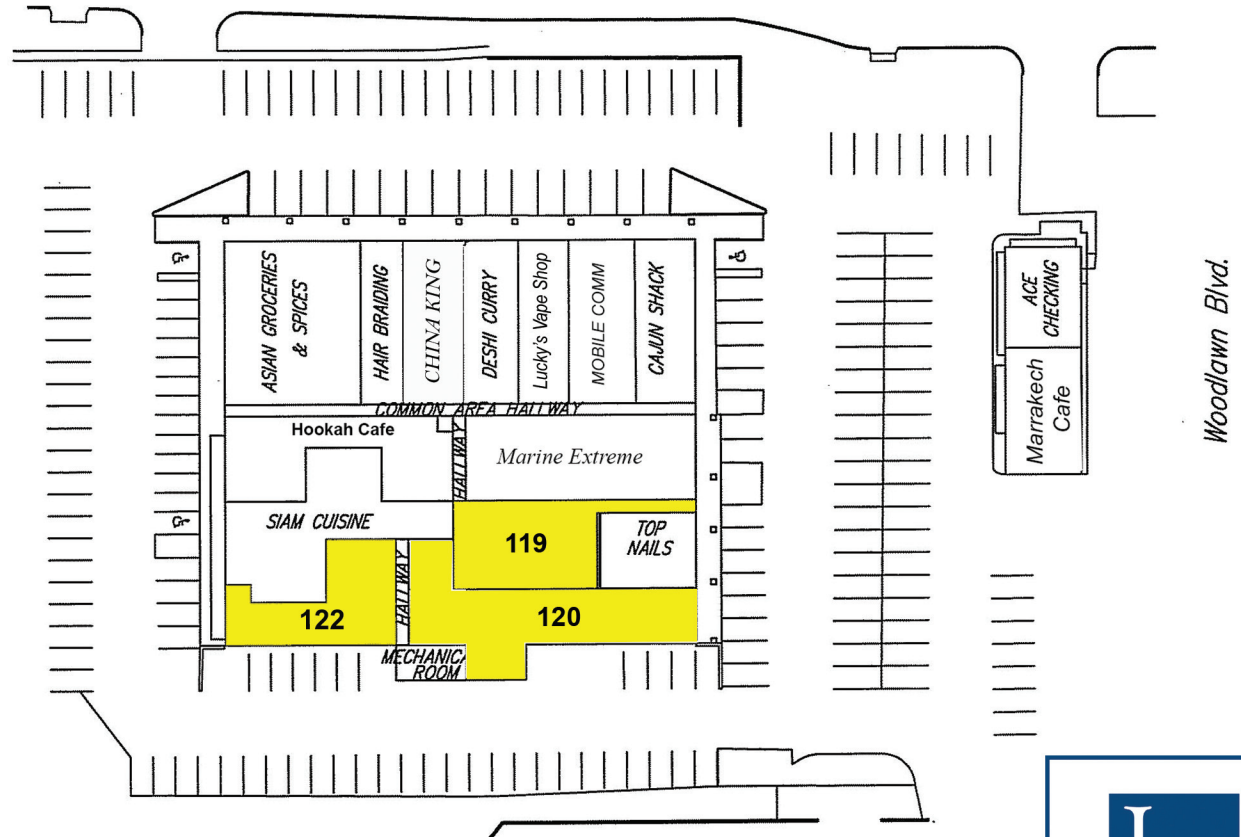 ASIAN GROCERIES
& SPICES
HAIR BRAIDING
CHINA KING
DESHI CURRY
Lucky's Vape Shop
MOBILE COMM
CAJUN SHACK
ACE
CHECKING
Marrakech
Cafe
Woodlawn Blvd.
COMMON AREA HALLWAY
Hookah Cafe
HALLWAY
Marine Extreme
SIAM CUISINE
119
TOP
NAILS
HALLWAY
122
120
MECHANICA
ROOM
L